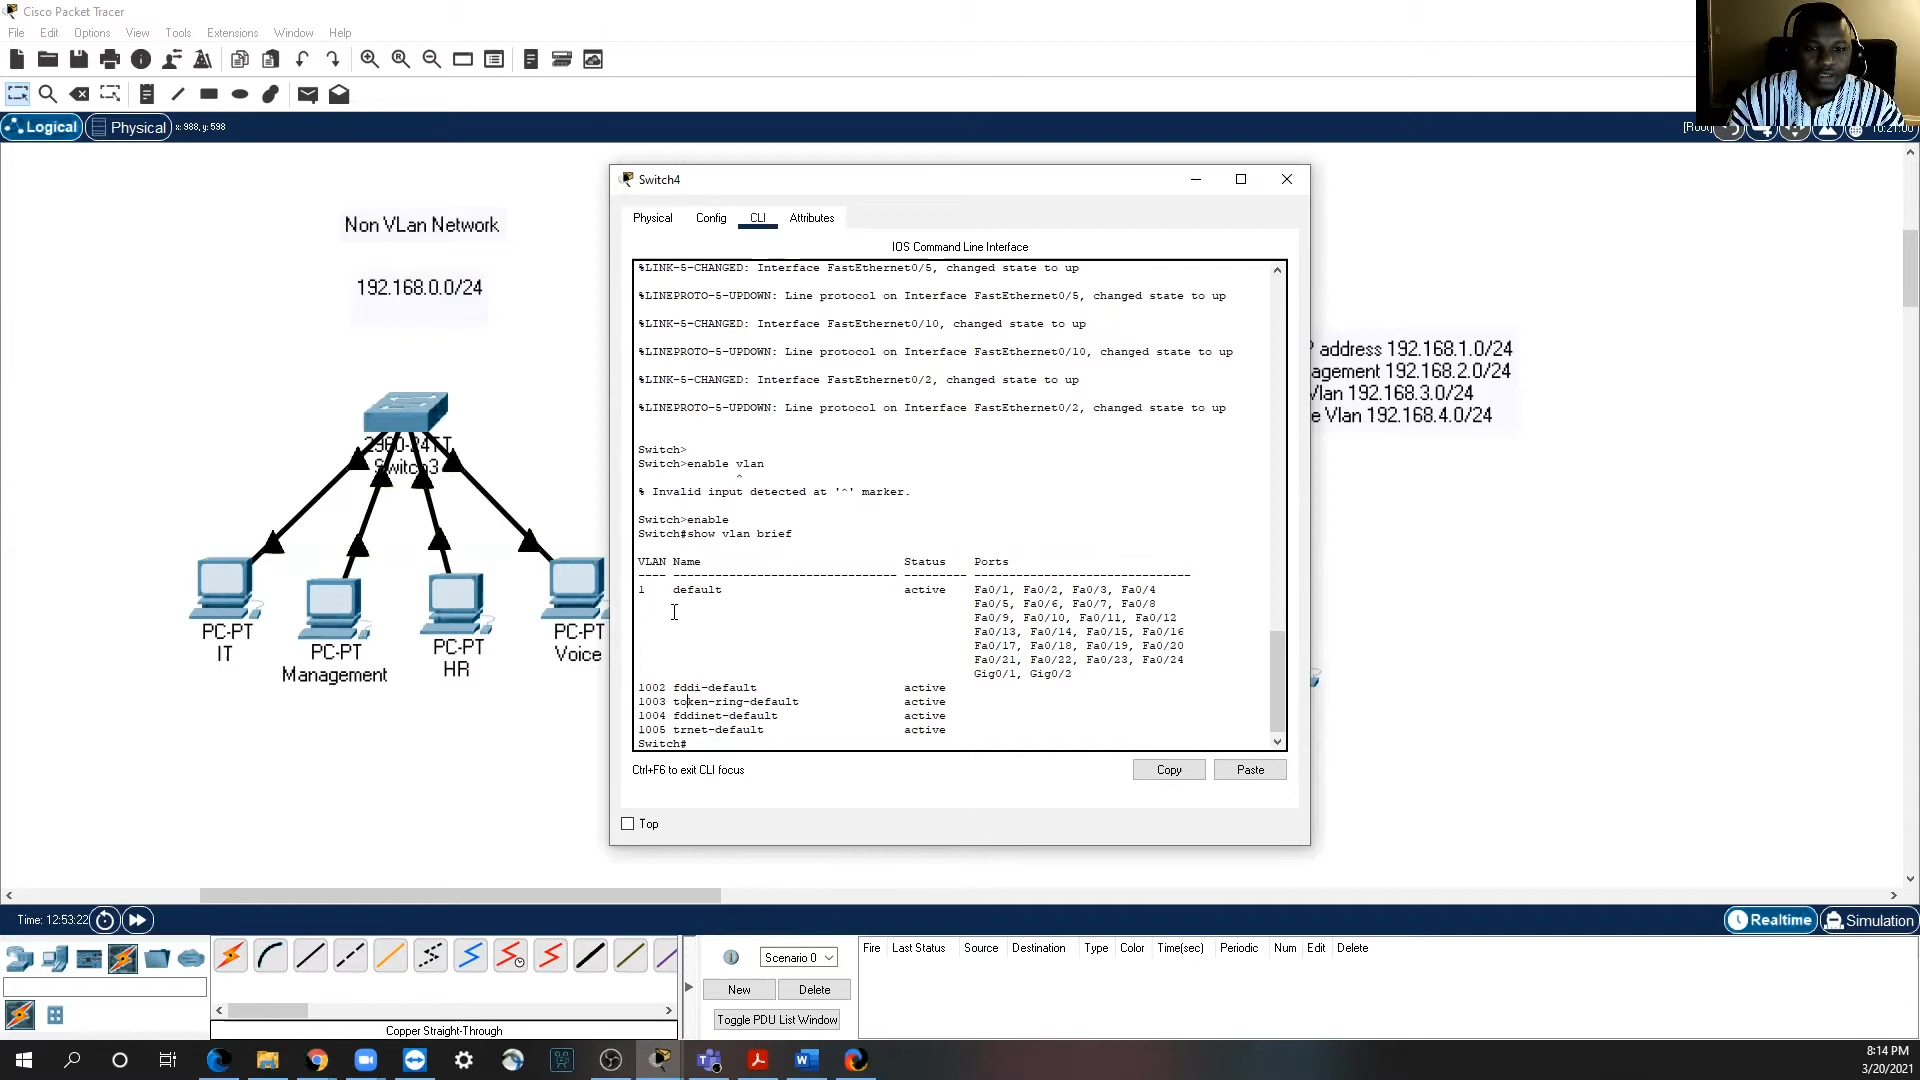 Cisco Packet Tracer
File Edit Options View Tools Extensions Window Help
Logical Physical x: 988, y: 598
[Root] 10:21:00
Non VLan Network
192.168.0.0/24
2960-24TT
Switch3
PC-PT
IT
PC-PT
Management
PC-PT
HR
PC-PT
Voice
Switch4
Physical Config CLI Attributes
IOS Command Line Interface
%LINK-5-CHANGED: Interface FastEthernet0/5, changed state to up
%LINEPROTO-5-UPDOWN: Line protocol on Interface FastEthernet0/5, changed state to up
%LINK-5-CHANGED: Interface FastEthernet0/10, changed state to up
%LINEPROTO-5-UPDOWN: Line protocol on Interface FastEthernet0/10, changed state to up
%LINK-5-CHANGED: Interface FastEthernet0/2, changed state to up
%LINEPROTO-5-UPDOWN: Line protocol on Interface FastEthernet0/2, changed state to up
Switch>
Switch>enable vlan
^
% Invalid input detected at '^' marker.
Switch>enable
Switch#show vlan brief
VLAN Name Status Ports
---- -------------------------------- --------- -------------------------------
1 default active Fa0/1, Fa0/2, Fa0/3, Fa0/4
Fa0/5, Fa0/6, Fa0/7, Fa0/8
Fa0/9, Fa0/10, Fa0/11, Fa0/12
Fa0/13, Fa0/14, Fa0/15, Fa0/16
Fa0/17, Fa0/18, Fa0/19, Fa0/20
Fa0/21, Fa0/22, Fa0/23, Fa0/24
Gig0/1, Gig0/2
1002 fddi-default active
1003 token-ring-default active
1004 fddinet-default active
1005 trnet-default active
Switch#
Ctrl+F6 to exit CLI focus
Copy Paste
Top
address 192.168.1.0/24
agement 192.168.2.0/24
Vlan 192.168.3.0/24
e Vlan 192.168.4.0/24
Time: 12:53:22
Realtime Simulation
Scenario 0
New Delete
Toggle PDU List Window
Fire Last Status Source Destination Type Color Time(sec) Periodic Num Edit Delete
Copper Straight-Through
8:14 PM
3/20/2021